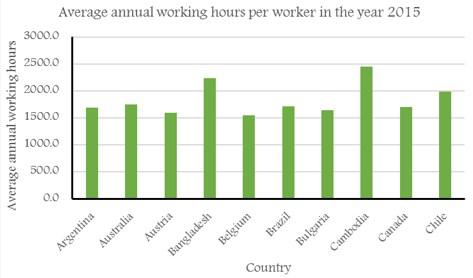 Average annual working hours per worker in the year 2015
Average annual working hours
3000.0
2500.0
2000.0
1500.0
1000.0
500.0
0.0
Argentina
Australia
Austria
Bangladesh
Belgium
Brazil
Bulgaria
Cambodia
Canada
Chile
Country